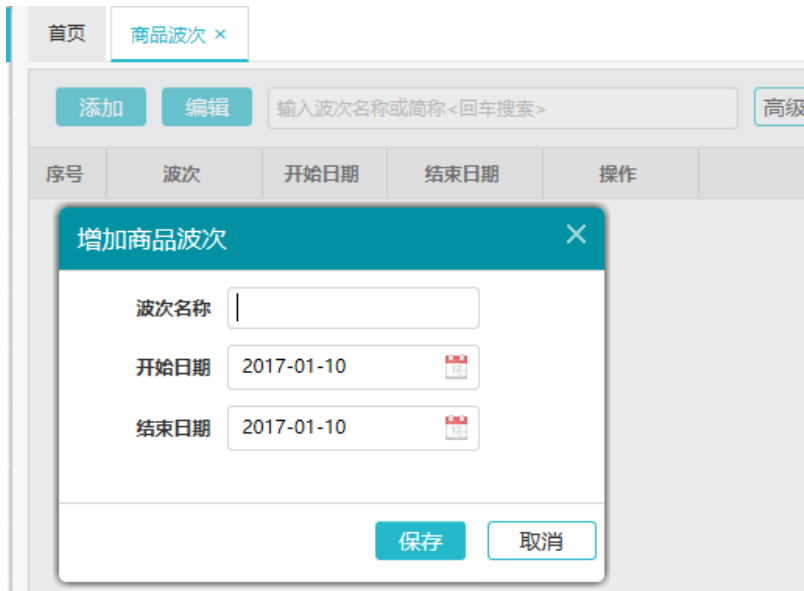 首页 商品波次 ×
添加 编辑 输入波次名称或简称<回车搜索> 高级
序号 波次 开始日期 结束日期 操作
增加商品波次
波次名称
开始日期 2017-01-10
结束日期 2017-01-10
保存 取消